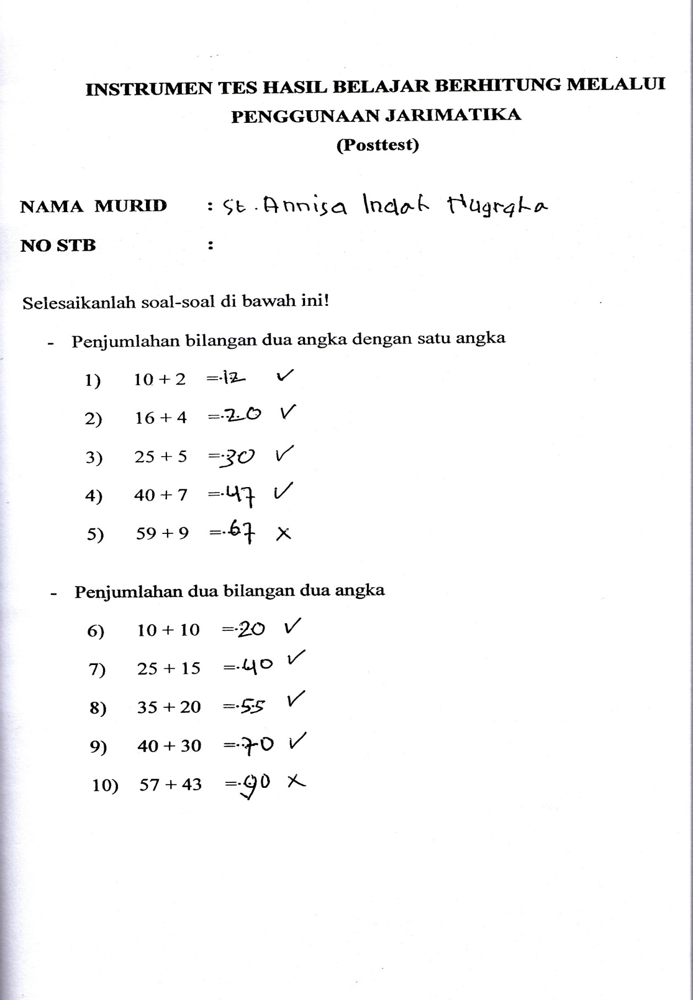 INSTRUMEN TES HASIL BELAJAR BERHITUNG MELALUI
PENGGUNAAN JARIMATIKA
(Posttest)
NAMA MURID : St. Annisa Indah Nugraha
NO STB :
Selesaikanlah soal-soal di bawah ini!
- Penjumlahan bilangan dua angka dengan satu angka
1) 10 + 2 = 12 ✓
2) 16 + 4 = 20 ✓
3) 25 + 5 = 30 ✓
4) 40 + 7 = 47 ✓
5) 59 + 9 = 67 ×
- Penjumlahan dua bilangan dua angka
6) 10 + 10 = 20 ✓
7) 25 + 15 = 40 ✓
8) 35 + 20 = 55 ✓
9) 40 + 30 = 70 ✓
10) 57 + 43 = 90 ×